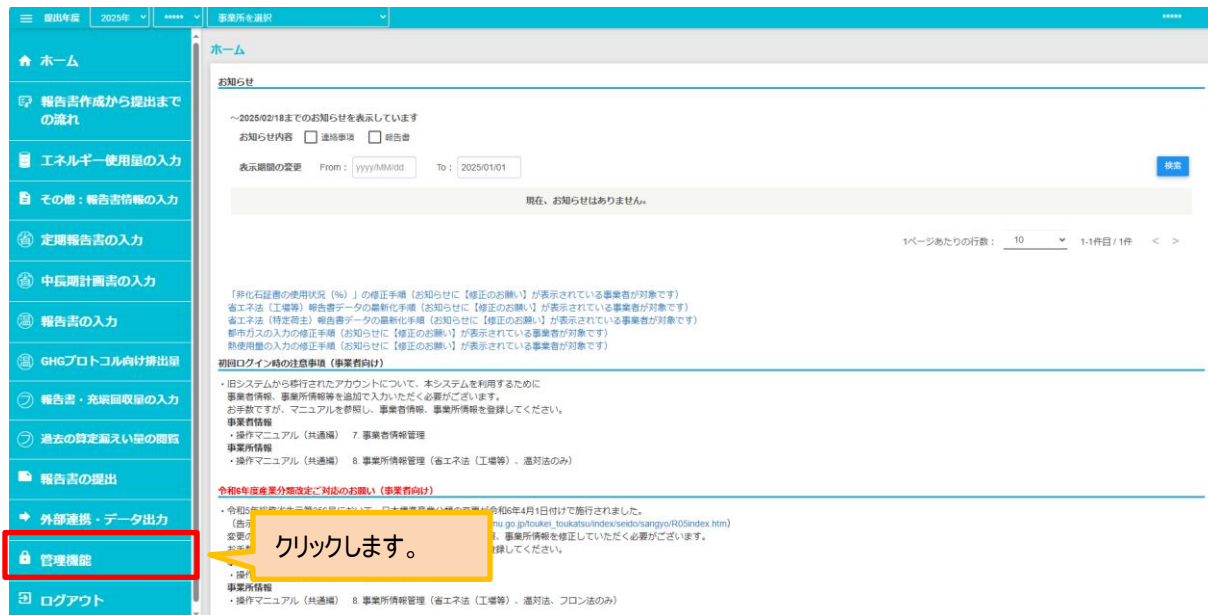 提出年度 2025年 ***** 事業所を選択 *****
ホーム
報告書作成から提出まで
の流れ
エネルギー使用量の入力
その他：報告書情報の入力
定期報告書の入力
中長期計画書の入力
報告書の入力
GHGプロトコル向け排出量
報告書・充填回収量の入力
過去の算定漏えい量の閲覧
報告書の提出
外部連携・データ出力
管理機能
ログアウト
ホーム
お知らせ
～2025/02/18までのお知らせを表示しています
お知らせ内容 連絡事項 報告書
表示期間の変更 From： yyyy/MM/dd To： 2025/01/01 検索
現在、お知らせはありません。
1ページあたりの行数： 10 1-1件目 / 1件 < >
「非化石証書の使用状況（%）」の修正手順（お知らせに【修正のお願い】が表示されている事業者が対象です）
省エネ法（工場等）報告書データの最新化手順（お知らせに【修正のお願い】が表示されている事業者が対象です）
省エネ法（特定荷主）報告書データの最新化手順（お知らせに【修正のお願い】が表示されている事業者が対象です）
都市ガスの入力の修正手順（お知らせに【修正のお願い】が表示されている事業者が対象です）
熱使用量の入力の修正手順（お知らせに【修正のお願い】が表示されている事業者が対象です）
初回ログイン時の注意事項（事業者向け）
・旧システムから移行されたアカウントについて、本システムを利用するために
事業者情報、事業所情報等を追加で入力いただく必要がございます。
お手数ですが、マニュアルを参照し、事業者情報、事業所情報を登録してください。
事業者情報
・操作マニュアル（共通編） 7. 事業者情報管理
事業所情報
・操作マニュアル（共通編） 8. 事業所情報管理（省エネ法（工場等）、温対法のみ）
令和6年度産業分類改定ご対応のお願い（事業者向け）
・令和5年 において、日本標準産業分類の変更が令和6年4月1日付けで施行されました。
（告示 mu.go.jp/toukei_toukatsu/index/seido/sangyo/R05index.htm）
変更の 、事業所情報を修正していただく必要がございます。
お手数 登録してください。
クリックします。
・操作
事業所情報
・操作マニュアル（共通編） 8. 事業所情報管理（省エネ法（工場等）、温対法、フロン法のみ）